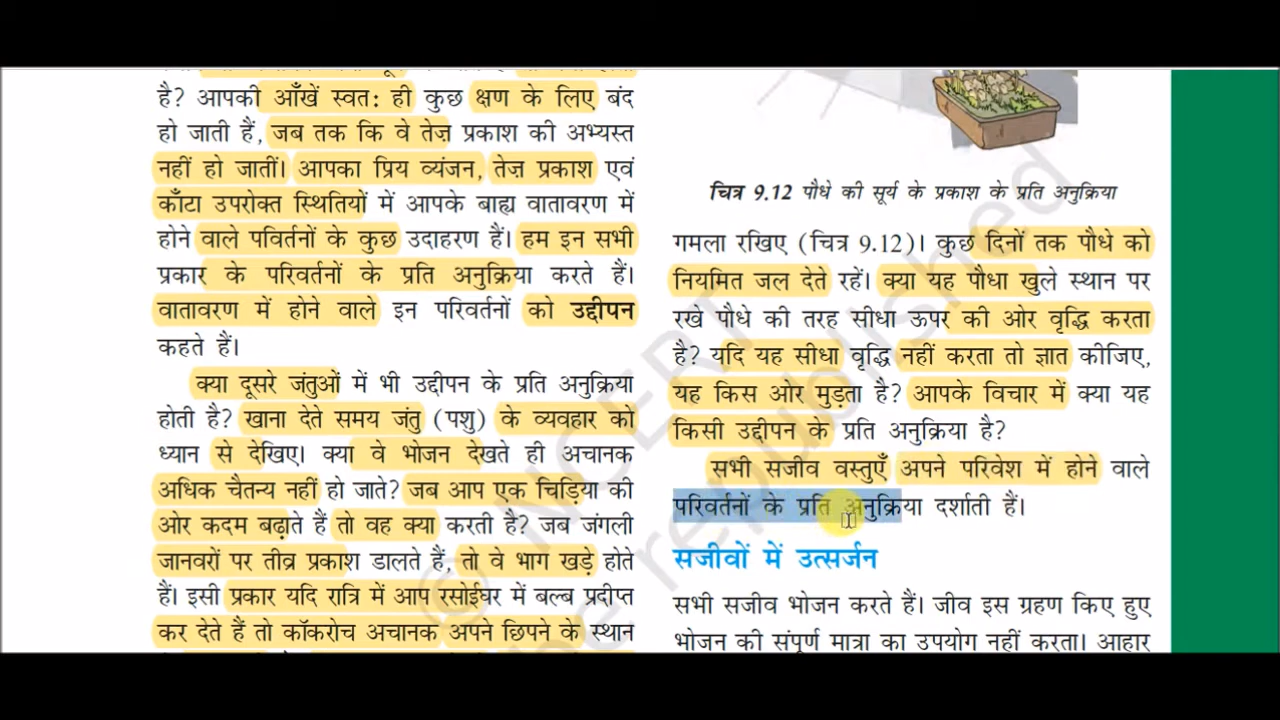 है? आपकी आँखें स्वत: ही कुछ क्षण के लिए बंद
हो जाती हैं, जब तक कि वे तेज़ प्रकाश की अभ्यस्त
नहीं हो जातीं। आपका प्रिय व्यंजन, तेज़ प्रकाश एवं
काँटा उपरोक्त स्थितियों में आपके बाह्य वातावरण में
होने वाले पविर्तनों के कुछ उदाहरण हैं। हम इन सभी
प्रकार के परिवर्तनों के प्रति अनुक्रिया करते हैं।
वातावरण में होने वाले इन परिवर्तनों को उद्दीपन
कहते हैं।
क्या दूसरे जंतुओं में भी उद्दीपन के प्रति अनुक्रिया
होती है? खाना देते समय जंतु (पशु) के व्यवहार को
ध्यान से देखिए। क्या वे भोजन देखते ही अचानक
अधिक चैतन्य नहीं हो जाते? जब आप एक चिड़िया की
ओर कदम बढ़ाते हैं तो वह क्या करती है? जब जंगली
जानवरों पर तीव्र प्रकाश डालते हैं, तो वे भाग खड़े होते
हैं। इसी प्रकार यदि रात्रि में आप रसोईघर में बल्ब प्रदीप्त
कर देते हैं तो कॉकरोच अचानक अपने छिपने के स्थान
चित्र 9.12 पौधे की सूर्य के प्रकाश के प्रति अनुक्रिया
गमला रखिए (चित्र 9.12)। कुछ दिनों तक पौधे को
नियमित जल देते रहें। क्या यह पौधा खुले स्थान पर
रखे पौधे की तरह सीधा ऊपर की ओर वृद्धि करता
है? यदि यह सीधा वृद्धि नहीं करता तो ज्ञात कीजिए,
यह किस ओर मुड़ता है? आपके विचार में क्या यह
किसी उद्दीपन के प्रति अनुक्रिया है?
सभी सजीव वस्तुएँ अपने परिवेश में होने वाले
परिवर्तनों के प्रति अनुक्रिया दर्शाती हैं।
सजीवों में उत्सर्जन
सभी सजीव भोजन करते हैं। जीव इस ग्रहण किए हुए
भोजन की संपूर्ण मात्रा का उपयोग नहीं करता। आहार
© NCERT
be republished